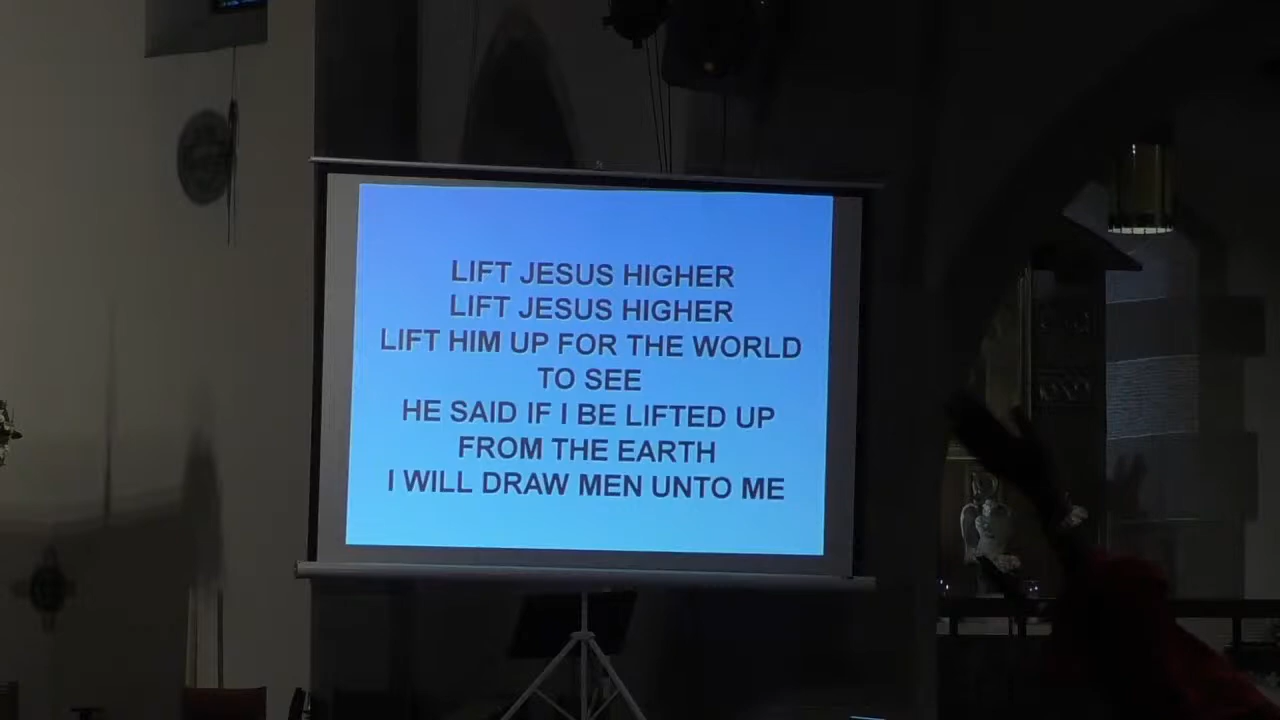 LIFT JESUS HIGHER
LIFT JESUS HIGHER
LIFT HIM UP FOR THE WORLD
TO SEE
HE SAID IF I BE LIFTED UP
FROM THE EARTH
I WILL DRAW MEN UNTO ME